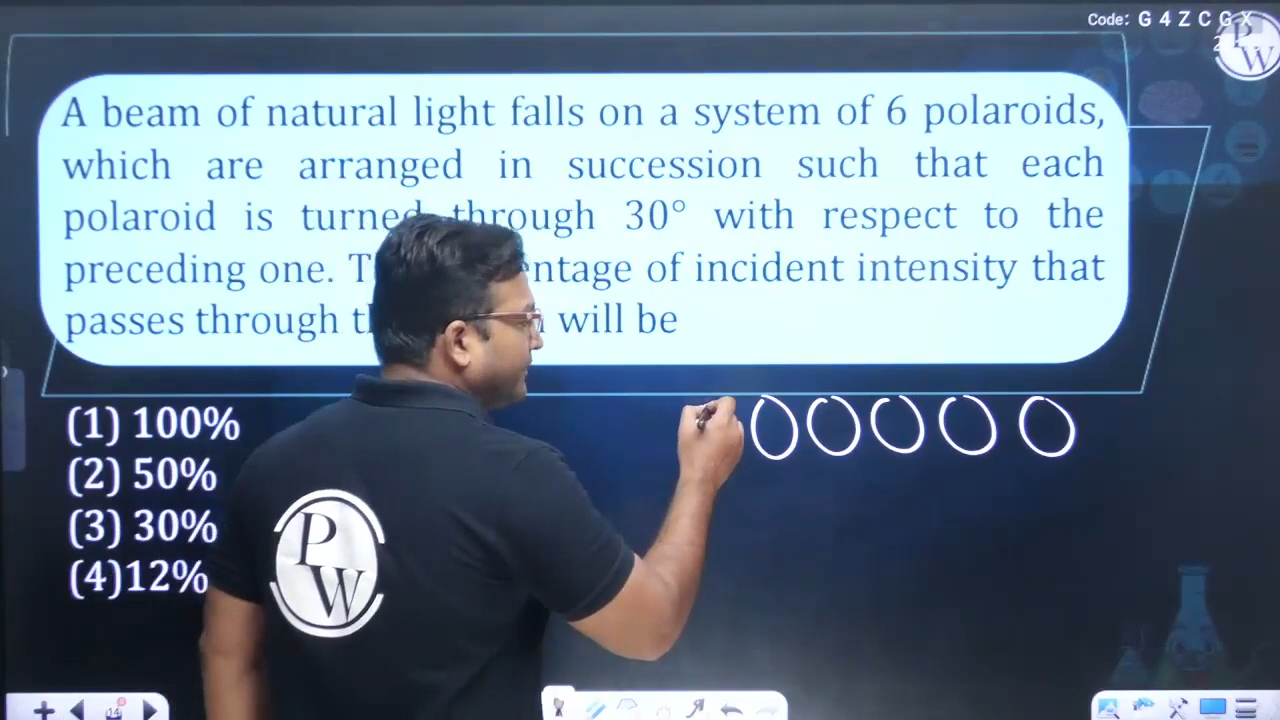 Code: G 4 Z C G X
P
W
A beam of natural light falls on a system of 6 polaroids,
which are arranged in succession such that each
polaroid is turned through 30° with respect to the
preceding one. entage of incident intensity that
passes through will be
(1) 100%
(2) 50%
(3) 30%
(4)12%
P
W